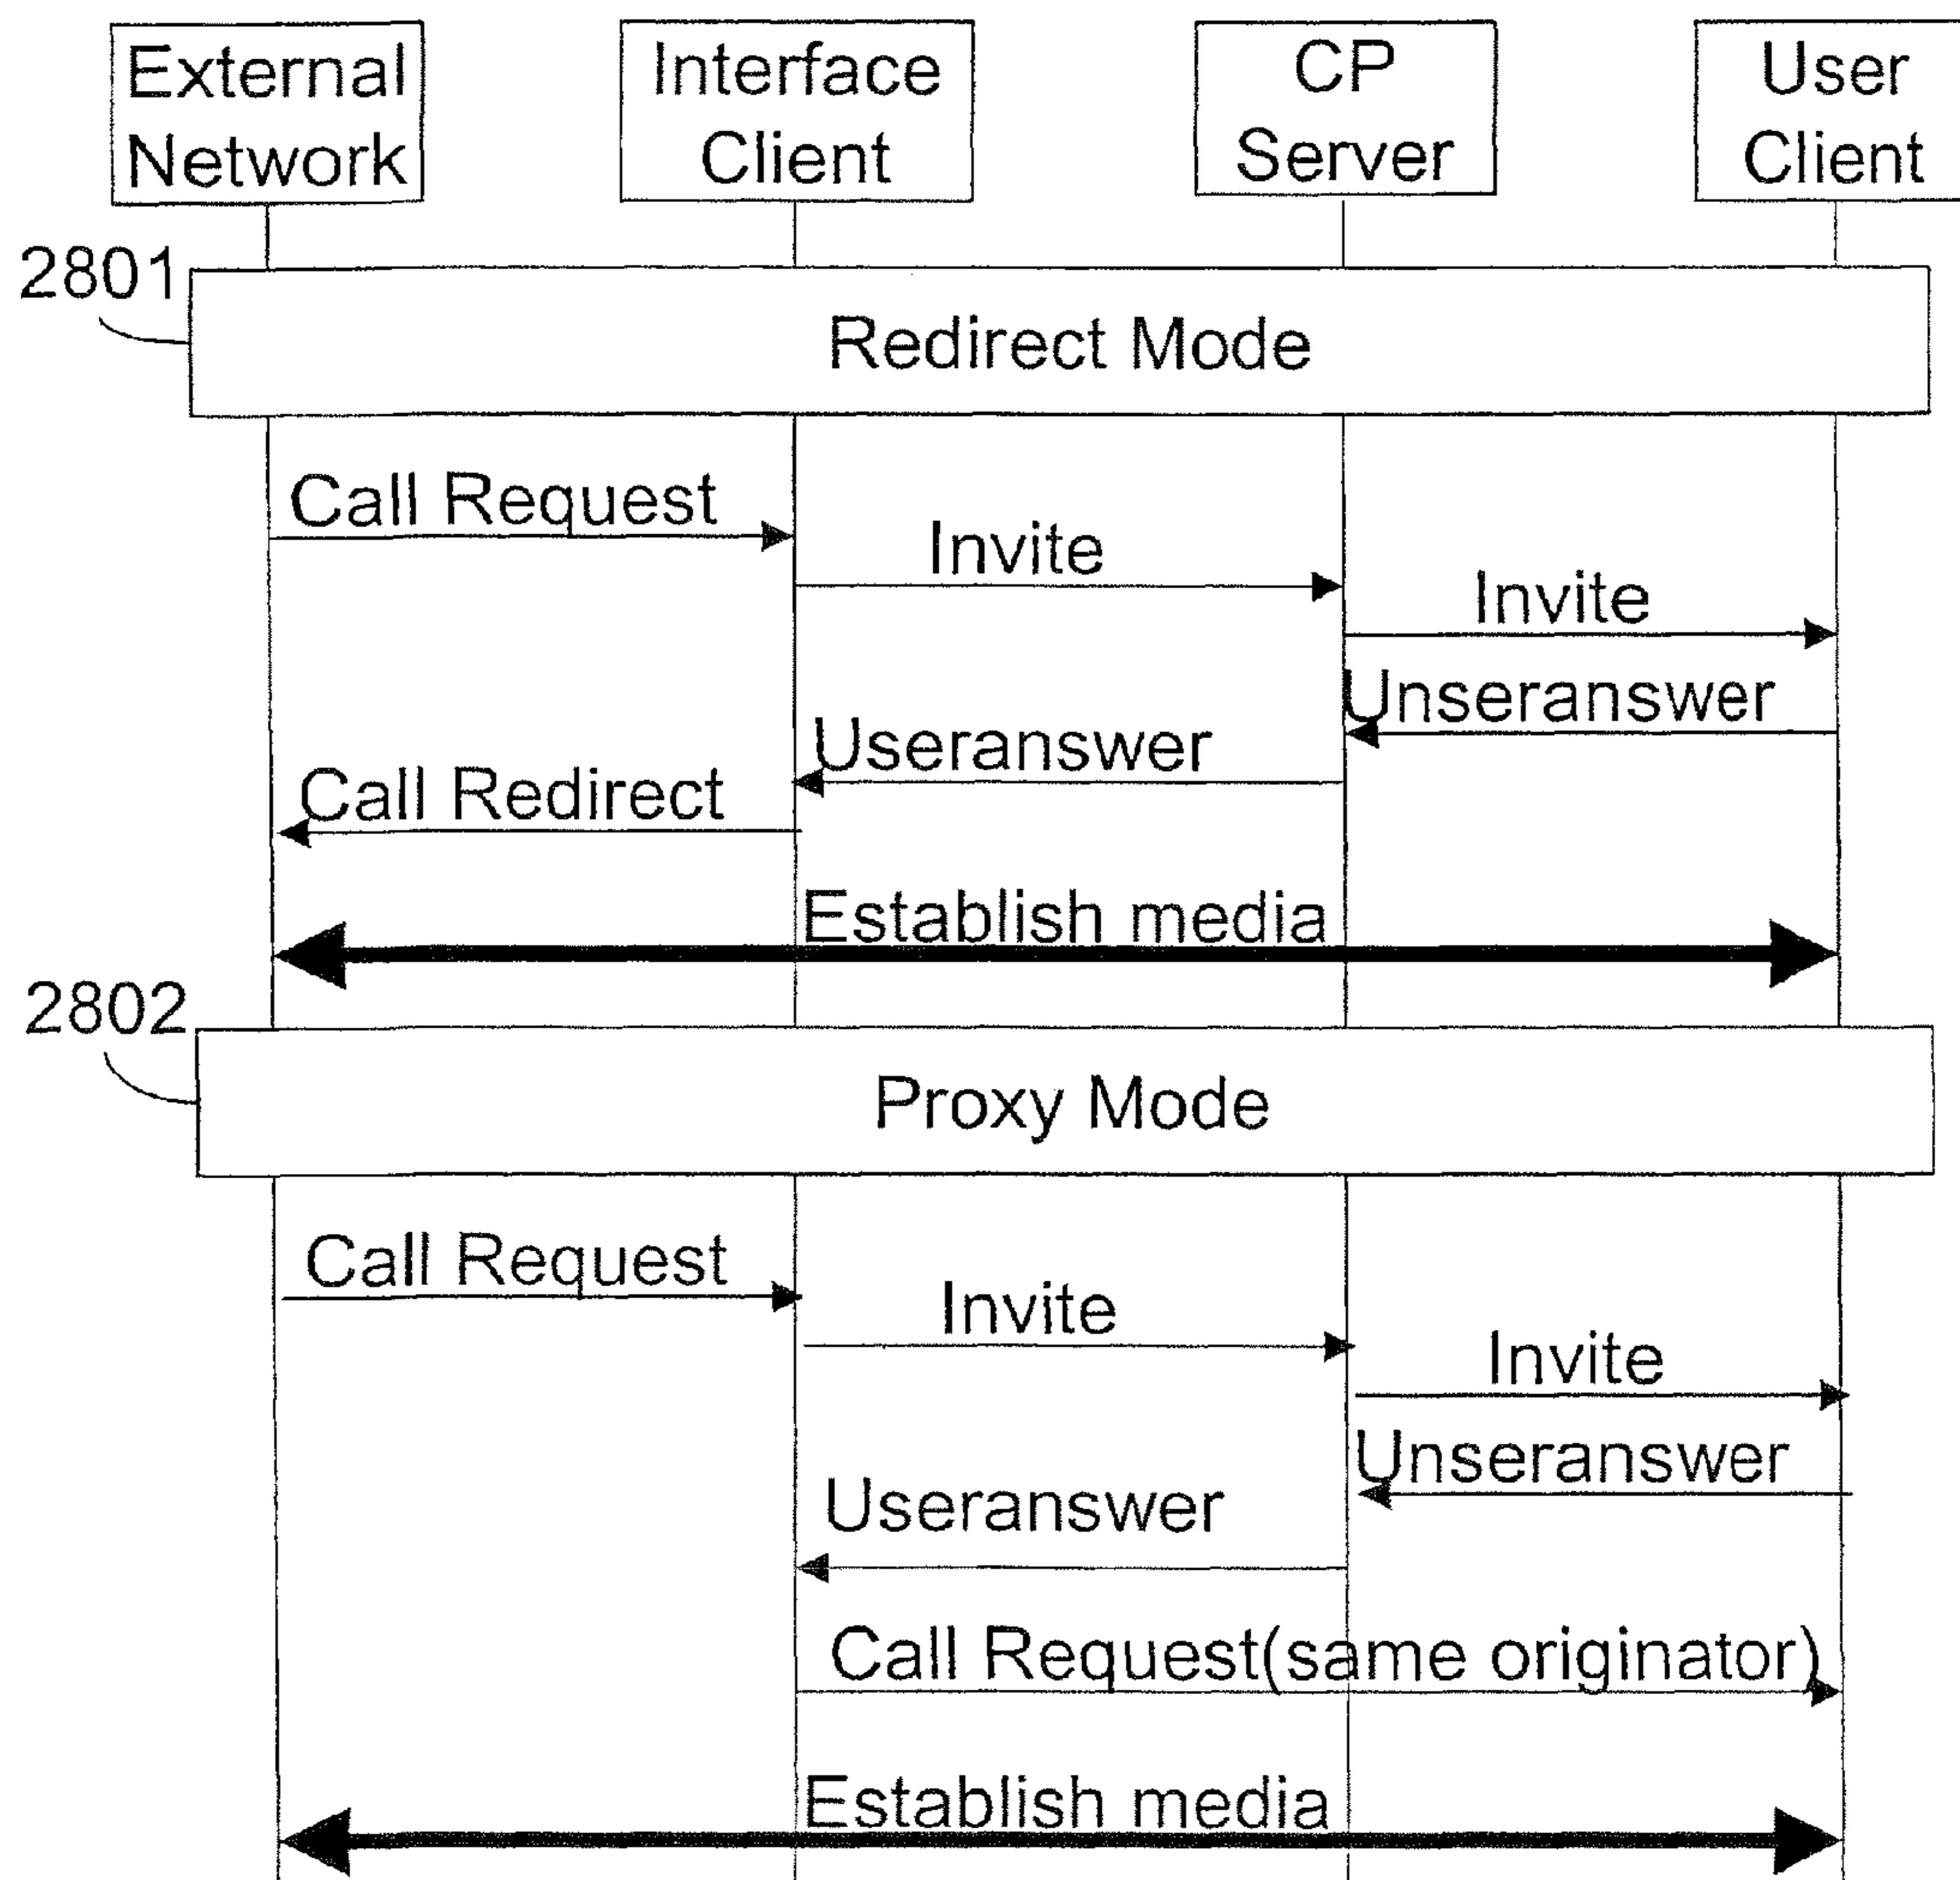 External
Network
Interface
Client
CP
Server
User
Client
2801
Redirect Mode
Call Request
Invite
Invite
Unseranswer
Useranswer
Call Redirect
Establish media
2802
Proxy Mode
Call Request
Invite
Invite
Unseranswer
Useranswer
Call Request(same originator)
Establish media